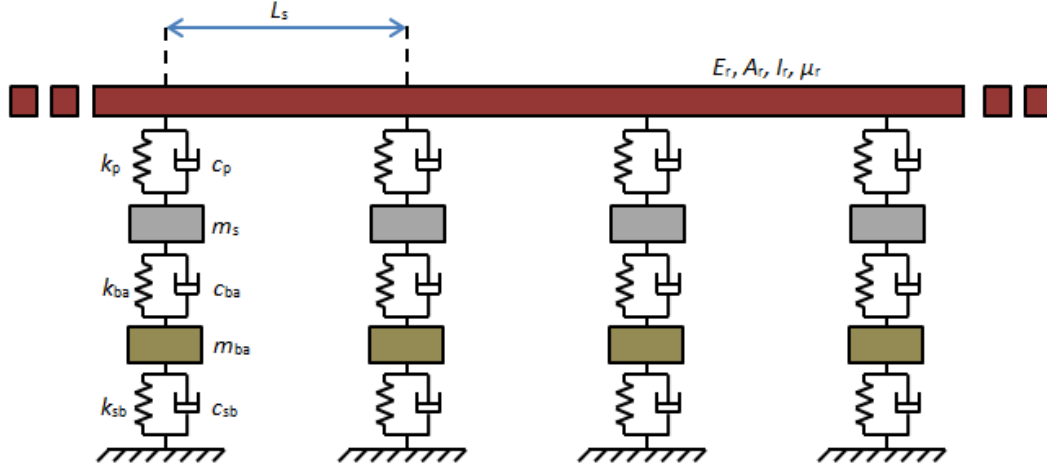 Ls
Er, Ar, Ir, μr
kp cp
ms
kba cba
mba
ksb csb